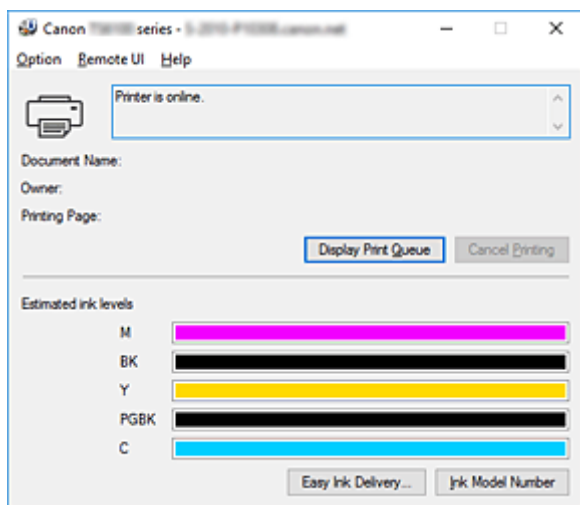 Canon series -
Option Remote UI Help
Printer is online.
Document Name:
Owner:
Printing Page:
Display Print Queue Cancel Printing
Estimated ink levels
M
BK
Y
PGBK
C
Easy Ink Delivery... Ink Model Number